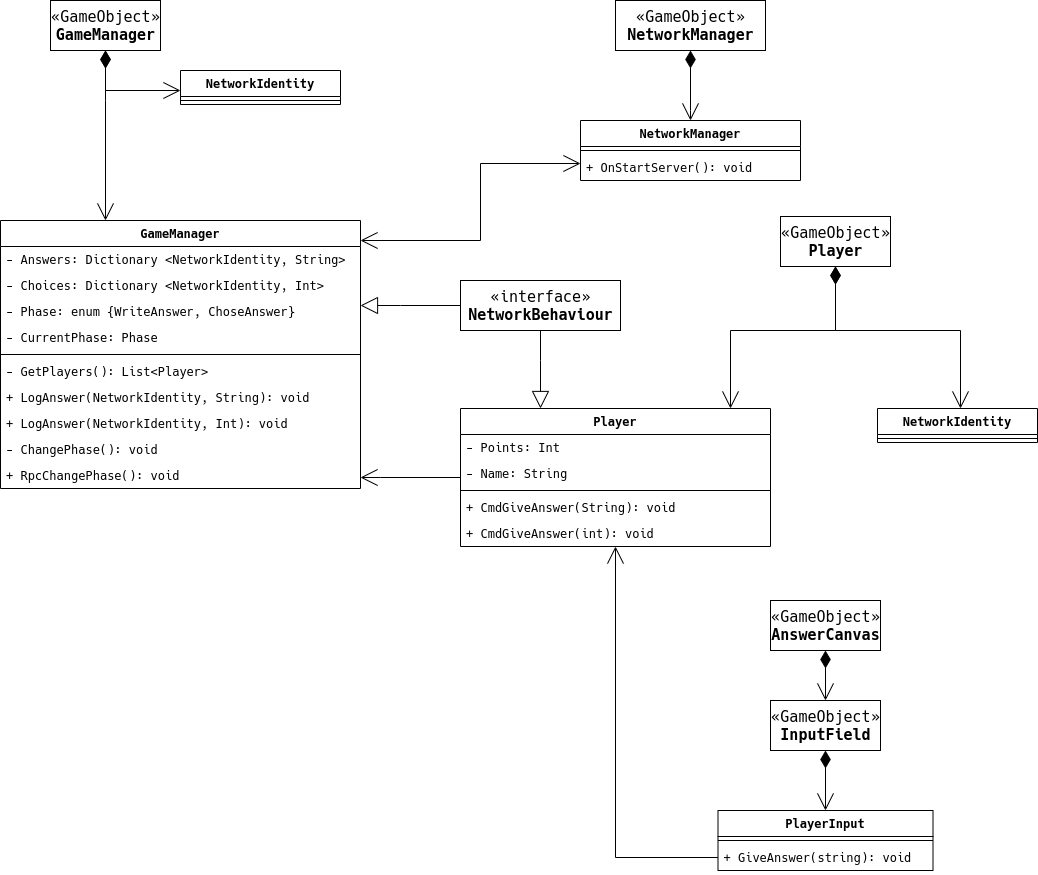 «GameObject»
GameManager
«GameObject»
NetworkManager
NetworkIdentity
NetworkManager
+ OnStartServer(): void
GameManager
- Answers: Dictionary <NetworkIdentity, String>
- Choices: Dictionary <NetworkIdentity, Int>
- Phase: enum {WriteAnswer, ChoseAnswer}
- CurrentPhase: Phase
- GetPlayers(): List<Player>
+ LogAnswer(NetworkIdentity, String): void
+ LogAnswer(NetworkIdentity, Int): void
- ChangePhase(): void
+ RpcChangePhase(): void
«GameObject»
Player
«interface»
NetworkBehaviour
Player
- Points: Int
- Name: String
+ CmdGiveAnswer(String): void
+ CmdGiveAnswer(int): void
NetworkIdentity
«GameObject»
AnswerCanvas
«GameObject»
InputField
PlayerInput
+ GiveAnswer(string): void